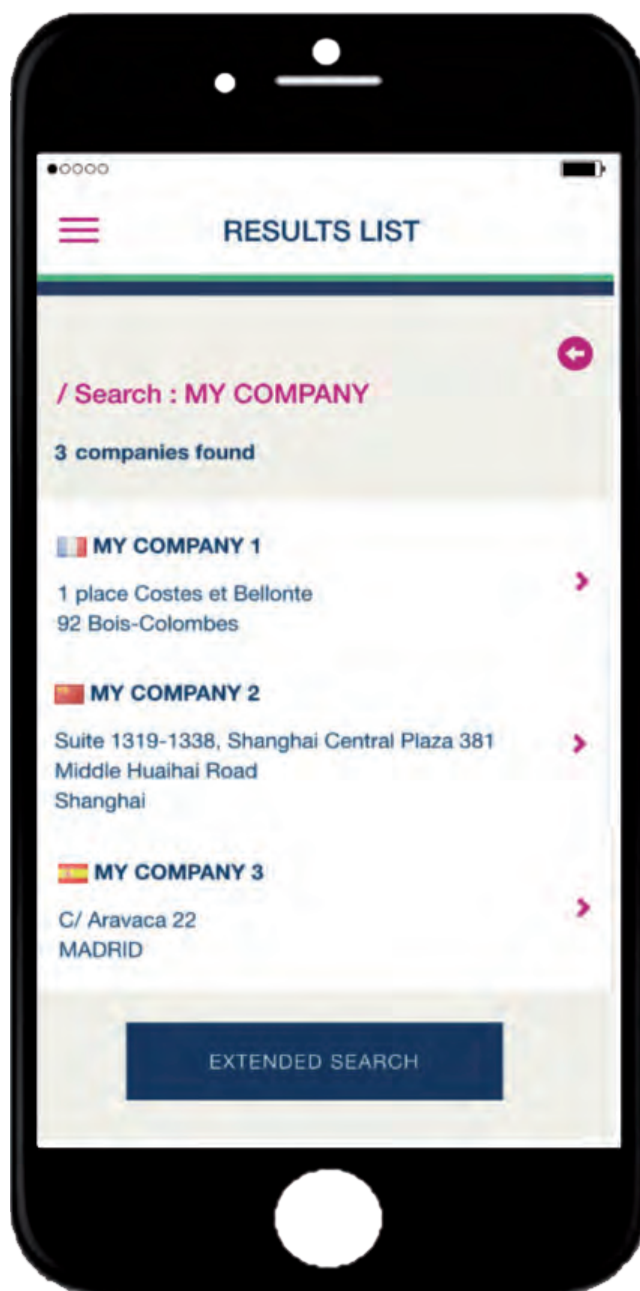 RESULTS LIST
/ Search : MY COMPANY
3 companies found
MY COMPANY 1
1 place Costes et Bellonte
92 Bois-Colombes
MY COMPANY 2
Suite 1319-1338, Shanghai Central Plaza 381
Middle Huaihai Road
Shanghai
MY COMPANY 3
C/ Aravaca 22
MADRID
EXTENDED SEARCH